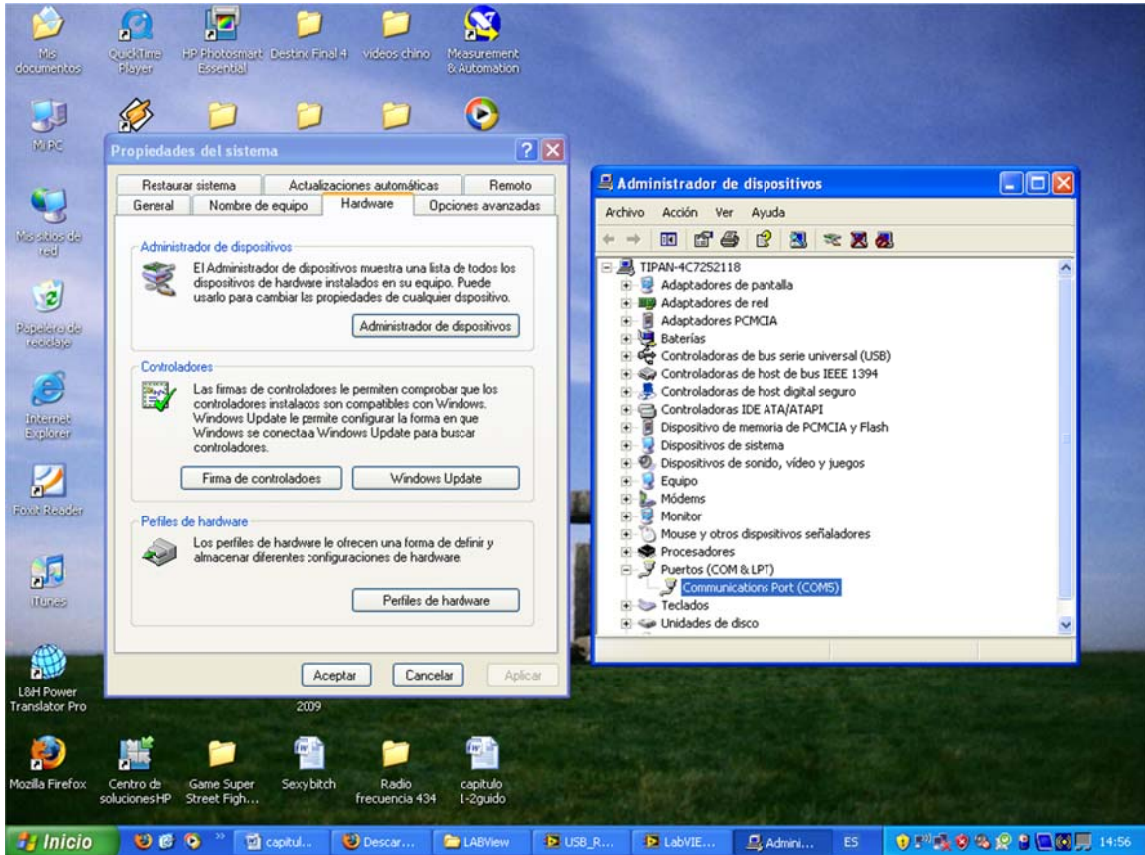 Mis documentos
QuickTime Player
HP Photosmart Essential
Destino Final 4
videos chino
Measurement & Automation
Mi PC
Mis sitios de red
Papelera de reciclaje
Internet Explorer
Foxit Reader
iTunes
L&H Power Translator Pro
2009
Mozilla Firefox
Centro de soluciones HP
Game Super Street Figh...
Sexybitch
Radio frecuencia 434
capitulo 1-2guido
Propiedades del sistema
Restaurar sistema
Actualizaciones automáticas
Remoto
General
Nombre de equipo
Hardware
Opciones avanzadas
Administrador de dispositivos
El Administrador de dispositivos muestra una lista de todos los
dispositivos de hardware instalados en su equipo. Puede
usarlo para cambiar las propiedades de cualquier dspositivo.
Administrador de dispositivos
Controladores
Las firmas de controladores le permiten comprobar que los
controladores instalacos son compatibles con Windows.
Windows Update le permite configurar la forma en que
Windows se conectaa Windows Update para buscar
controladores.
Firma de controladoes
Windows Update
Pefiles de hardware
Los perfiles de hardware le ofrecen una forma de definir y
almacenar diferentes configuraciones de hardware
Perfiles de hardware
Aceptar
Cancelar
Aplicar
Administrador de dispositivos
Archivo
Acción
Ver
Ayuda
TIPAN-4C7252118
Adaptadores de pantalla
Adaptadores de red
Adaptadores PCMCIA
Baterías
Controladoras de bus serie universal (USB)
Controladoras de host de bus IEEE 1394
Controladoras de host digital seguro
Controladoras IDE ATA/ATAPI
Dispositivo de memoria de PCMCIA y Flash
Dispositivos de sistema
Dispositivos de sonido, vídeo y juegos
Equipo
Módems
Monitor
Mouse y otros dispositivos señaladores
Procesadores
Puertos (COM & LPT)
Communications Port (COM5)
Teclados
Unidades de disco
Inicio
capitul...
Descar...
LABView
USB_R...
LabVIE...
Admini...
ES
14:56